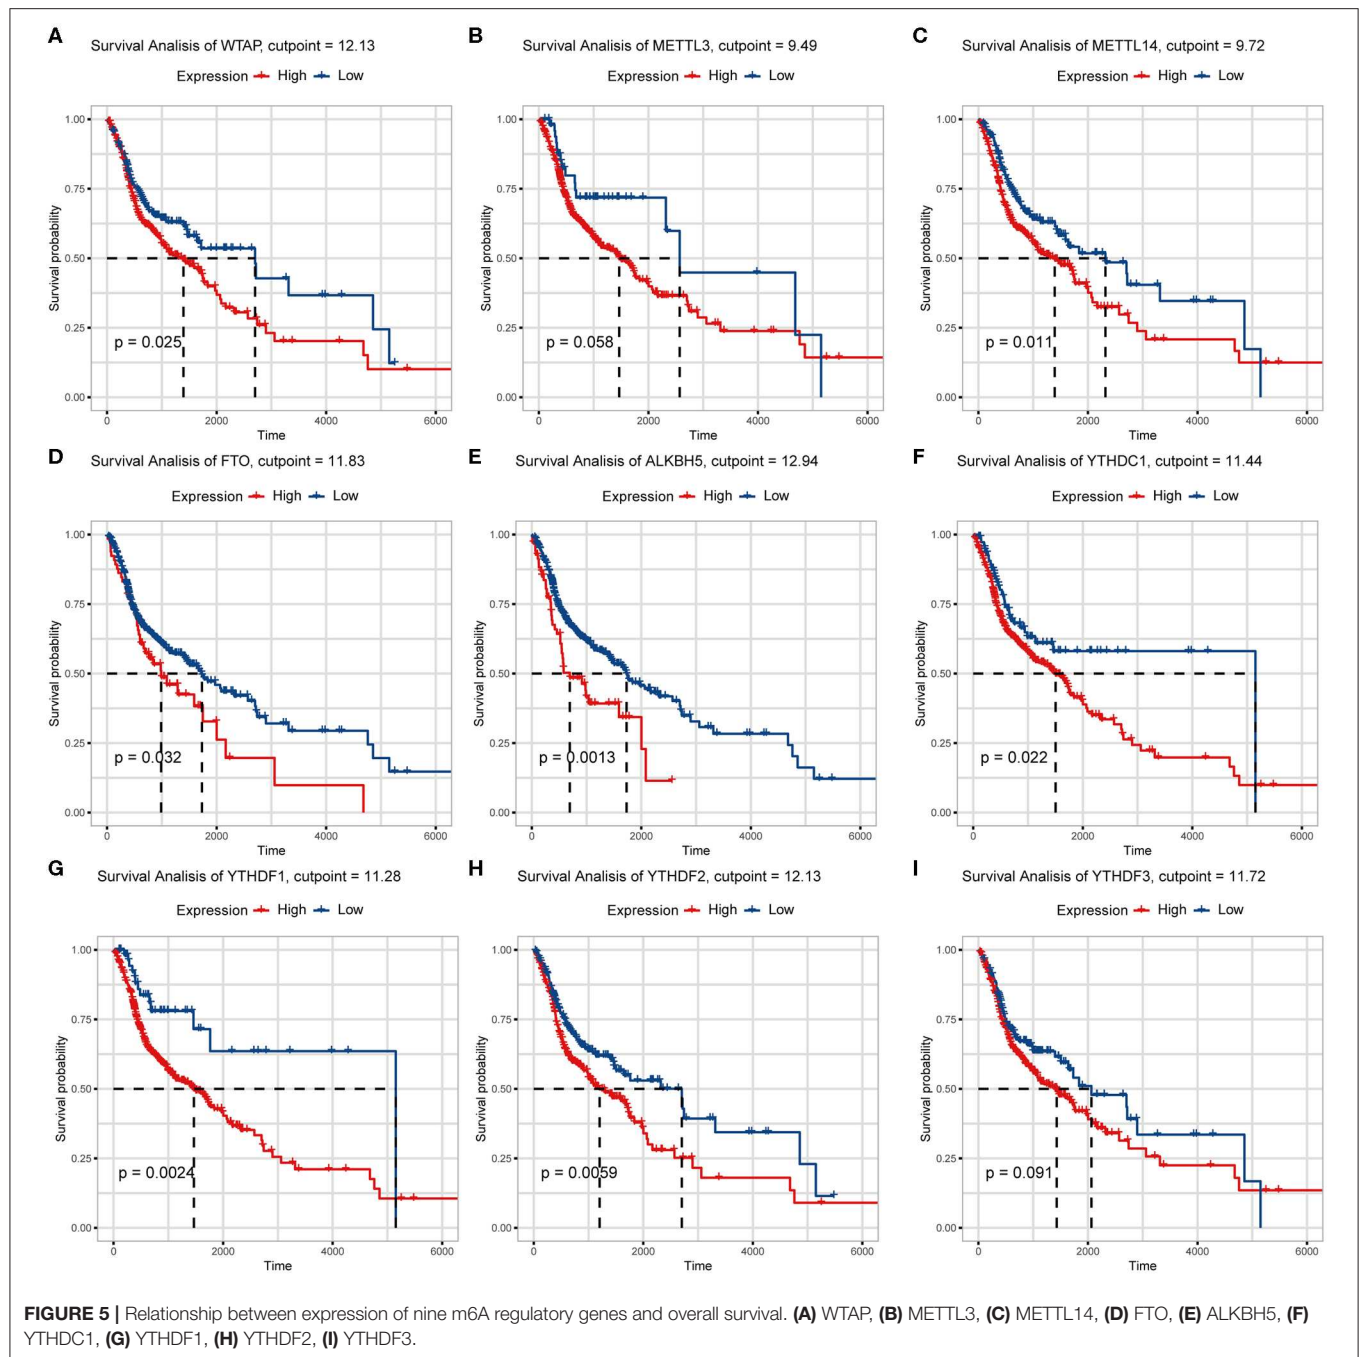 A
Survival Analisis of WTAP, cutpoint = 12.13
Expression High Low
1.00
0.75
0.50
0.25
0.00
Survival probability
p = 0.025
0 2000 4000 6000
Time
B
Survival Analisis of METTL3, cutpoint = 9.49
Expression High Low
1.00
0.75
0.50
0.25
0.00
Survival probability
p = 0.058
0 2000 4000 6000
Time
C
Survival Analisis of METTL14, cutpoint = 9.72
Expression High Low
1.00
0.75
0.50
0.25
0.00
Survival probability
p = 0.011
0 2000 4000 6000
Time
D
Survival Analisis of FTO, cutpoint = 11.83
Expression High Low
1.00
0.75
0.50
0.25
0.00
Survival probability
p = 0.032
0 2000 4000 6000
Time
E
Survival Analisis of ALKBH5, cutpoint = 12.94
Expression High Low
1.00
0.75
0.50
0.25
0.00
Survival probability
p = 0.0013
0 2000 4000 6000
Time
F
Survival Analisis of YTHDC1, cutpoint = 11.44
Expression High Low
1.00
0.75
0.50
0.25
0.00
Survival probability
p = 0.022
0 2000 4000 6000
Time
G
Survival Analisis of YTHDF1, cutpoint = 11.28
Expression High Low
1.00
0.75
0.50
0.25
0.00
Survival probability
p = 0.0024
0 2000 4000 6000
Time
H
Survival Analisis of YTHDF2, cutpoint = 12.13
Expression High Low
1.00
0.75
0.50
0.25
0.00
Survival probability
p = 0.0059
0 2000 4000 6000
Time
I
Survival Analisis of YTHDF3, cutpoint = 11.72
Expression High Low
1.00
0.75
0.50
0.25
0.00
Survival probability
p = 0.091
0 2000 4000 6000
Time
FIGURE 5 | Relationship between expression of nine m6A regulatory genes and overall survival. (A) WTAP, (B) METTL3, (C) METTL14, (D) FTO, (E) ALKBH5, (F)
YTHDC1, (G) YTHDF1, (H) YTHDF2, (I) YTHDF3.